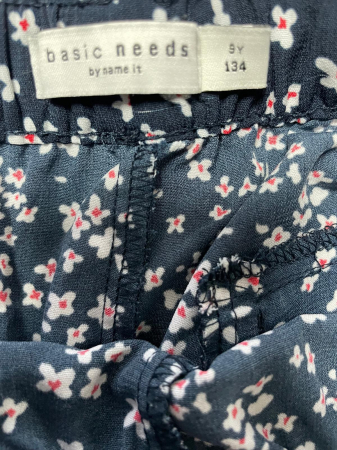 basic needs
by name it
9Y
134